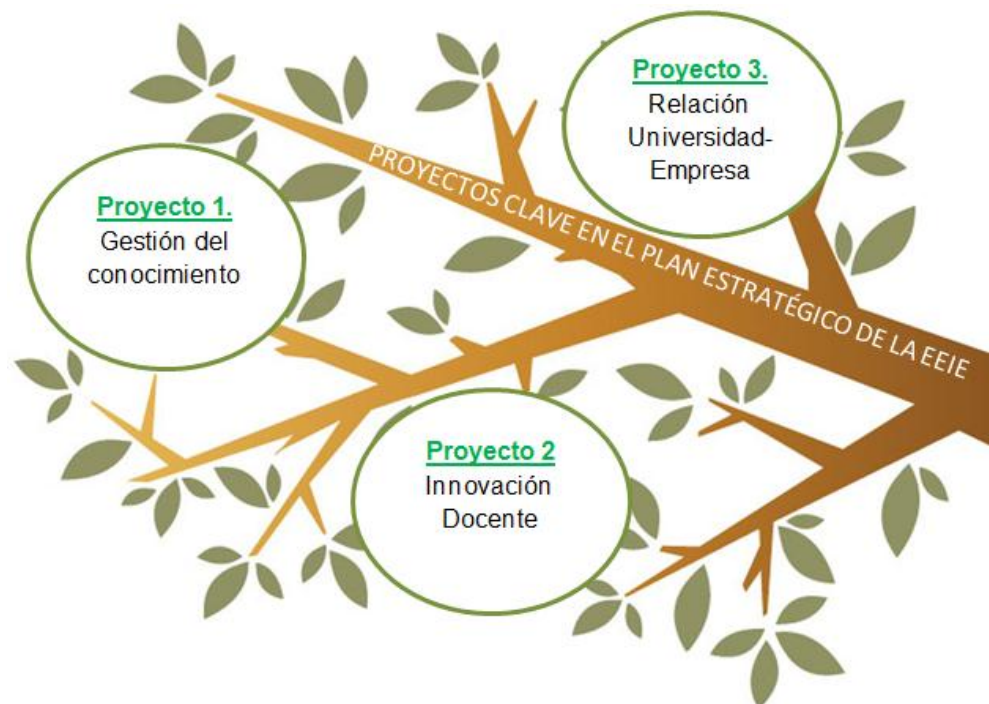 PROYECTOS CLAVE EN EL PLAN ESTRATÉGICO DE LA EEIE
Proyecto 1.
Gestión del
conocimiento
Proyecto 2
Innovación
Docente
Proyecto 3.
Relación
Universidad-
Empresa